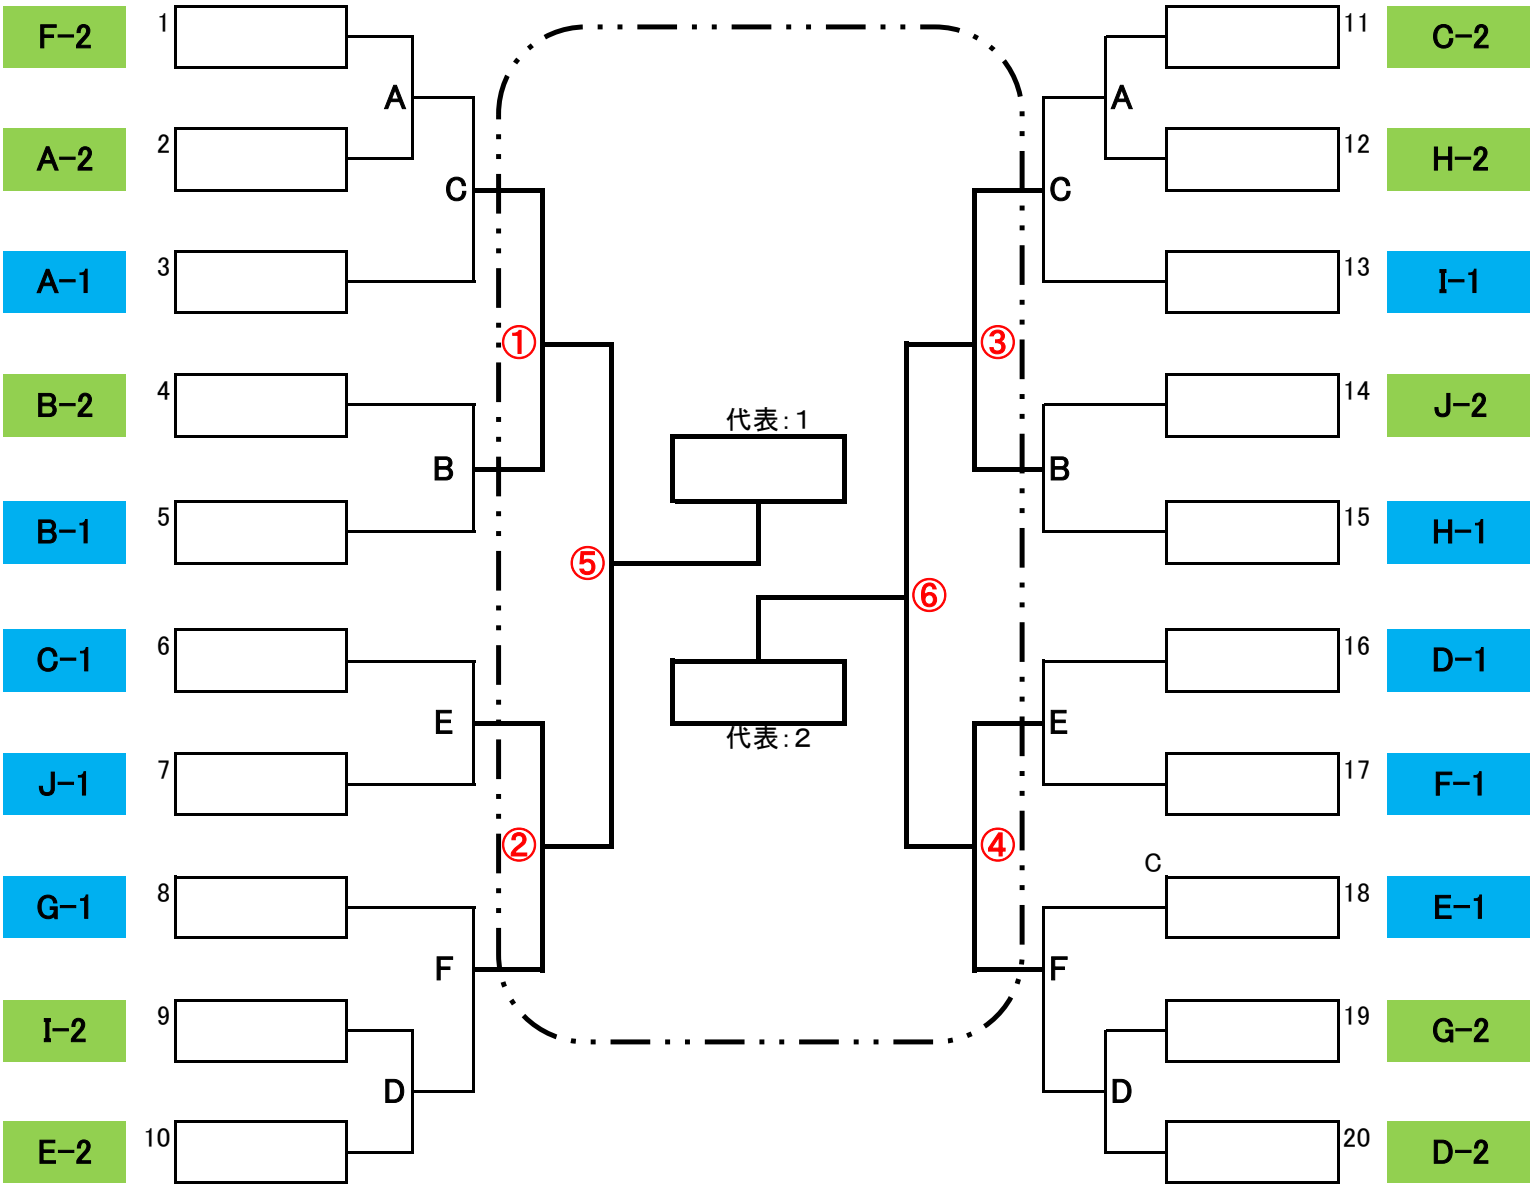 F-2 1 11 C-2
A A
A-2 2 12 H-2
C C
A-1 3 13 I-1
① ③
B-2 4 14 J-2
代表：1
B B
B-1 5 15 H-1
⑤ ⑥
C-1 6 16 D-1
E E
代表：2
J-1 7 17 F-1
② ④
C
G-1 8 18 E-1
F F
I-2 9 19 G-2
D D
E-2 10 20 D-2